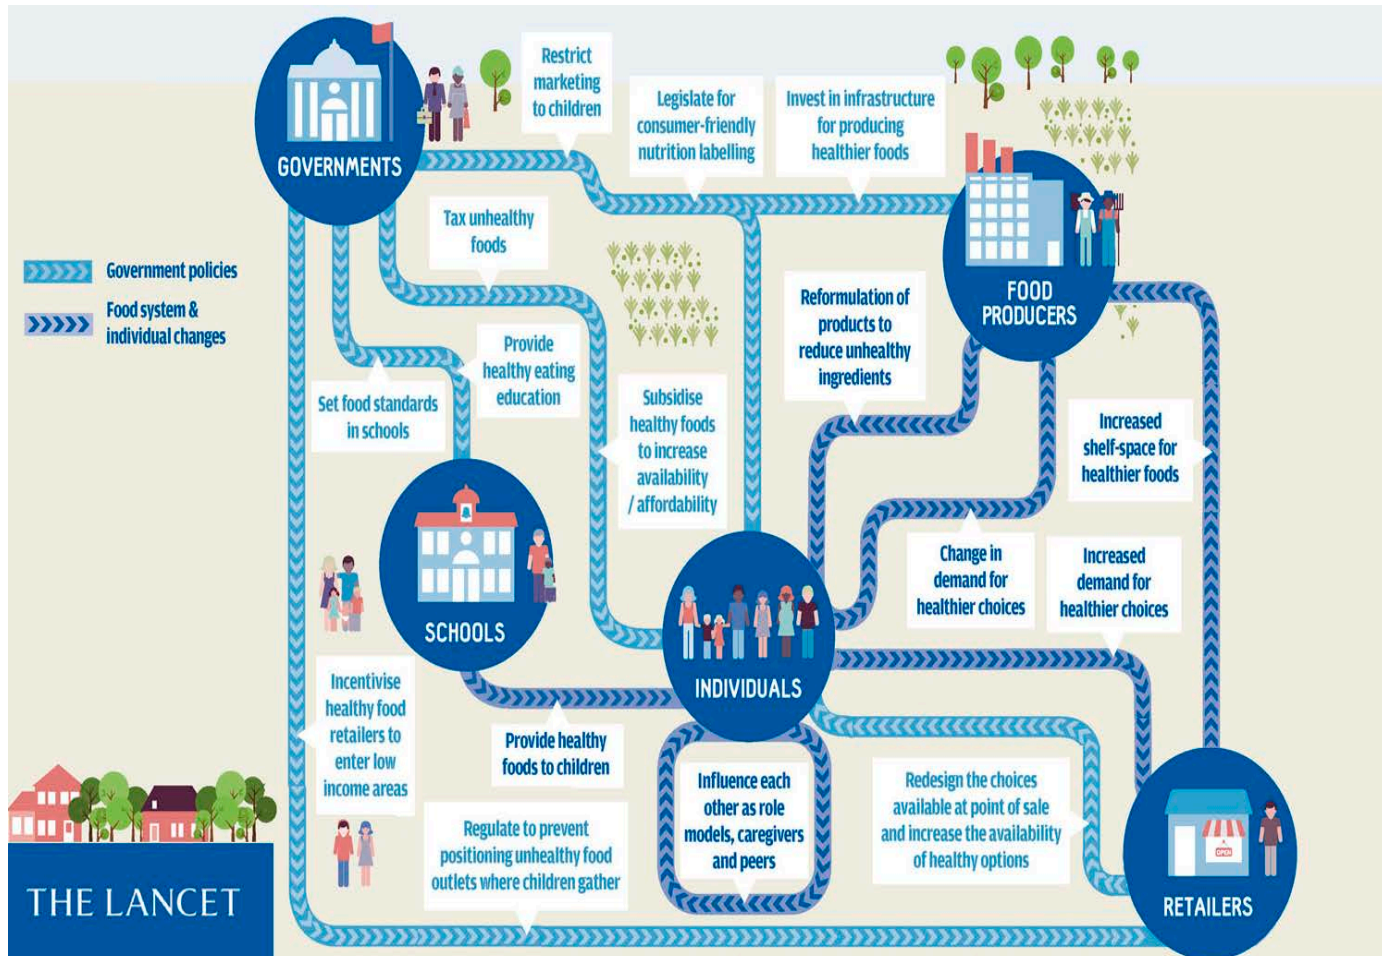 GOVERNMENTS
Restrict
marketing
to children
Legislate for
consumer-friendly
nutrition labelling
Invest in infrastructure
for producing
healthier foods
Tax unhealthy
foods
Government policies
Food system &
individual changes
FOOD
PRODUCERS
Reformulation of
products to
reduce unhealthy
ingredients
Provide
healthy eating
education
Set food standards
in schools
Subsidise
healthy foods
to increase
availability
/ affordability
Increased
shelf-space for
healthier foods
Change in
demand for
healthier choices
Increased
demand for
healthier choices
SCHOOLS
INDIVIDUALS
Incentivise
healthy food
retailers to
enter low
income areas
Provide healthy
foods to children
Influence each
other as role
models, caregivers
and peers
Redesign the choices
available at point of sale
and increase the availability
of healthy options
Regulate to prevent
positioning unhealthy food
outlets where children gather
OPEN
RETAILERS
THE LANCET